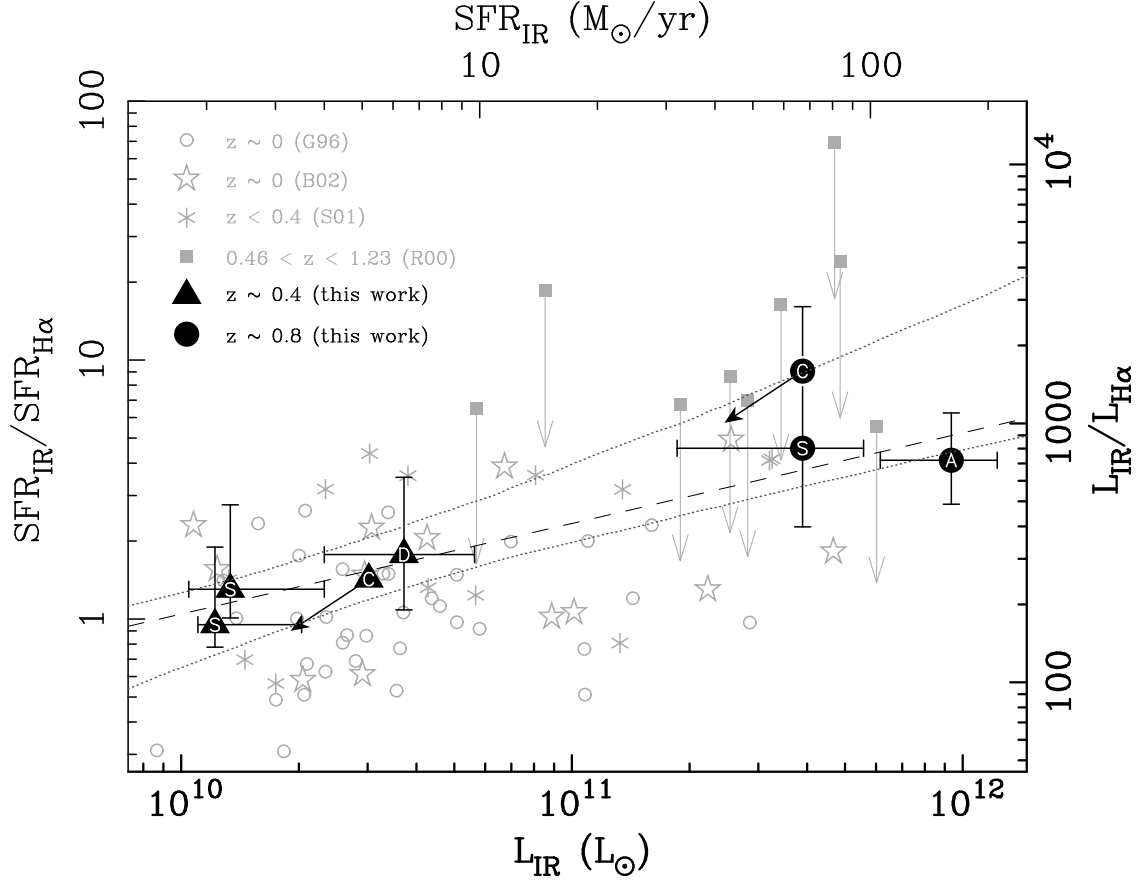 SFR_IR (M_⊙/yr)
10 100
100
10
1
SFR_IR/SFR_Hα
z ~ 0 (G96)
z ~ 0 (B02)
z < 0.4 (S01)
0.46 < z < 1.23 (R00)
z ~ 0.4 (this work)
z ~ 0.8 (this work)
C
S
A
D
C
S
S
10^4
1000
100
L_IR/L_Hα
10^10 10^11 10^12
L_IR (L_⊙)